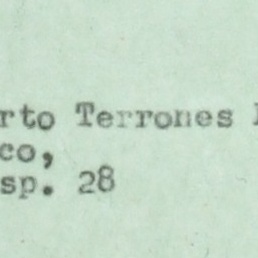 rto Terrones
co,
sp. 28